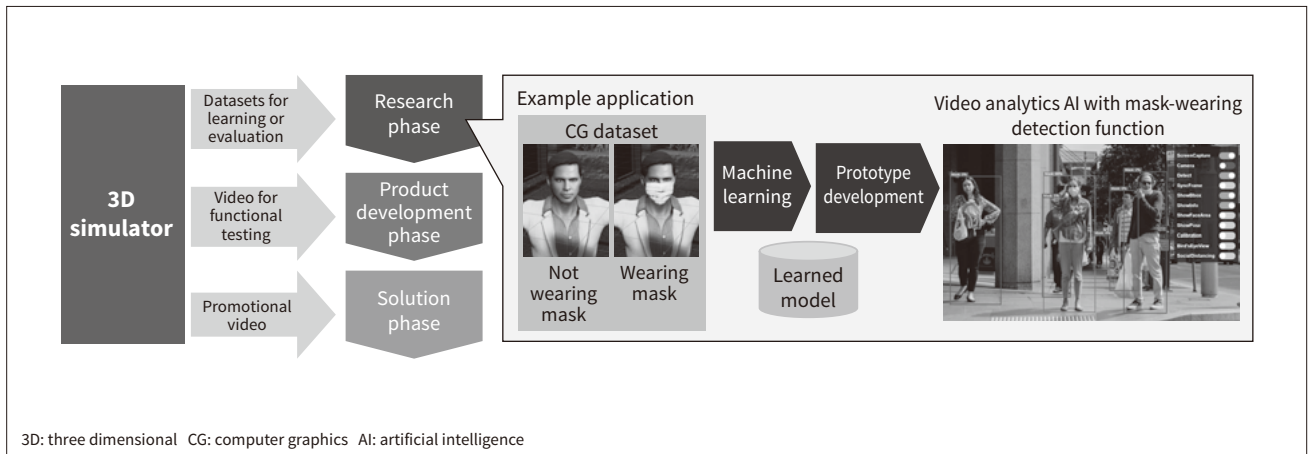 3D
simulator
Datasets for
learning or
evaluation
Research
phase
Video for
functional
testing
Product
development
phase
Promotional
video
Solution
phase
Example application
CG dataset
Not
wearing
mask
Wearing
mask
Machine
learning
Prototype
development
Learned
model
Video analytics AI with mask-wearing
detection function
ScreenCapture
Camera
Detect
SyncFrame
ShowBbox
ShowInfo
ShowFaceArea
ShowPose
Calibration
Bird'sEyeView
SocialDistancing
3D: three dimensional CG: computer graphics AI: artificial intelligence